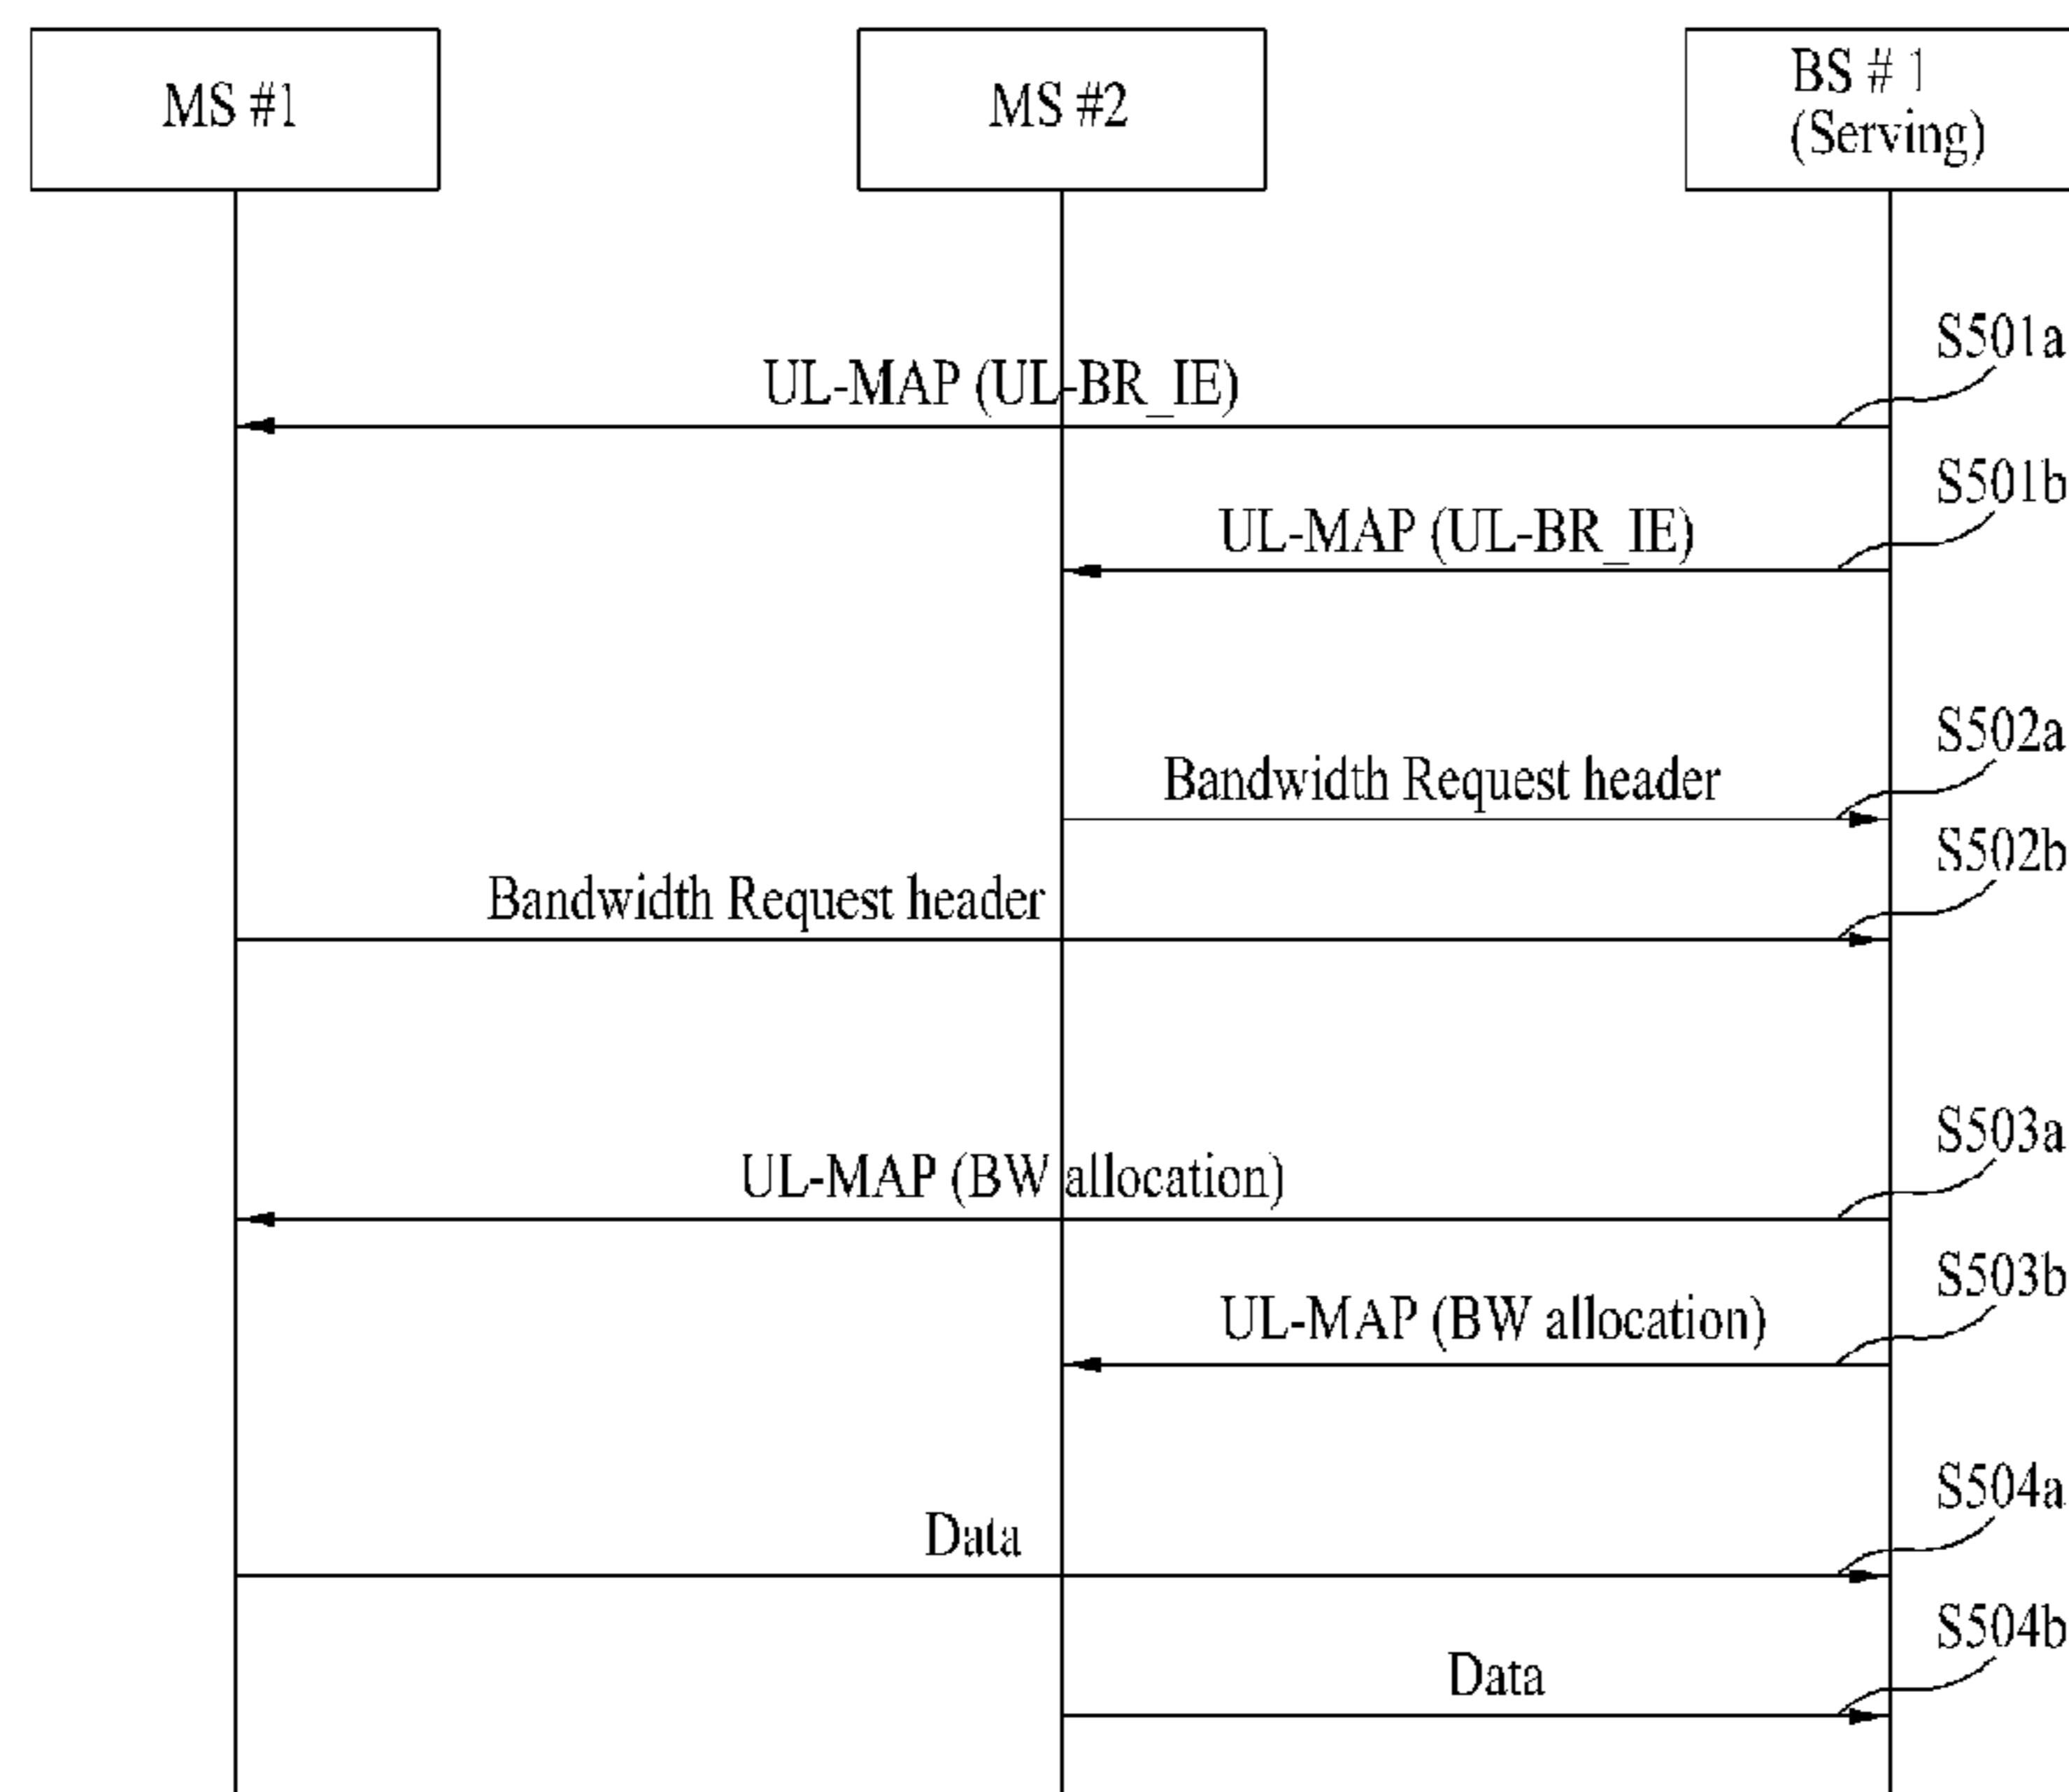 MS #1
MS #2
BS # 1
(Serving)
S501a
UL-MAP (UL-BR_IE)
S501b
UL-MAP (UL-BR_IE)
S502a
Bandwidth Request header
S502b
Bandwidth Request header
S503a
UL-MAP (BW allocation)
S503b
UL-MAP (BW allocation)
S504a
Data
S504b
Data